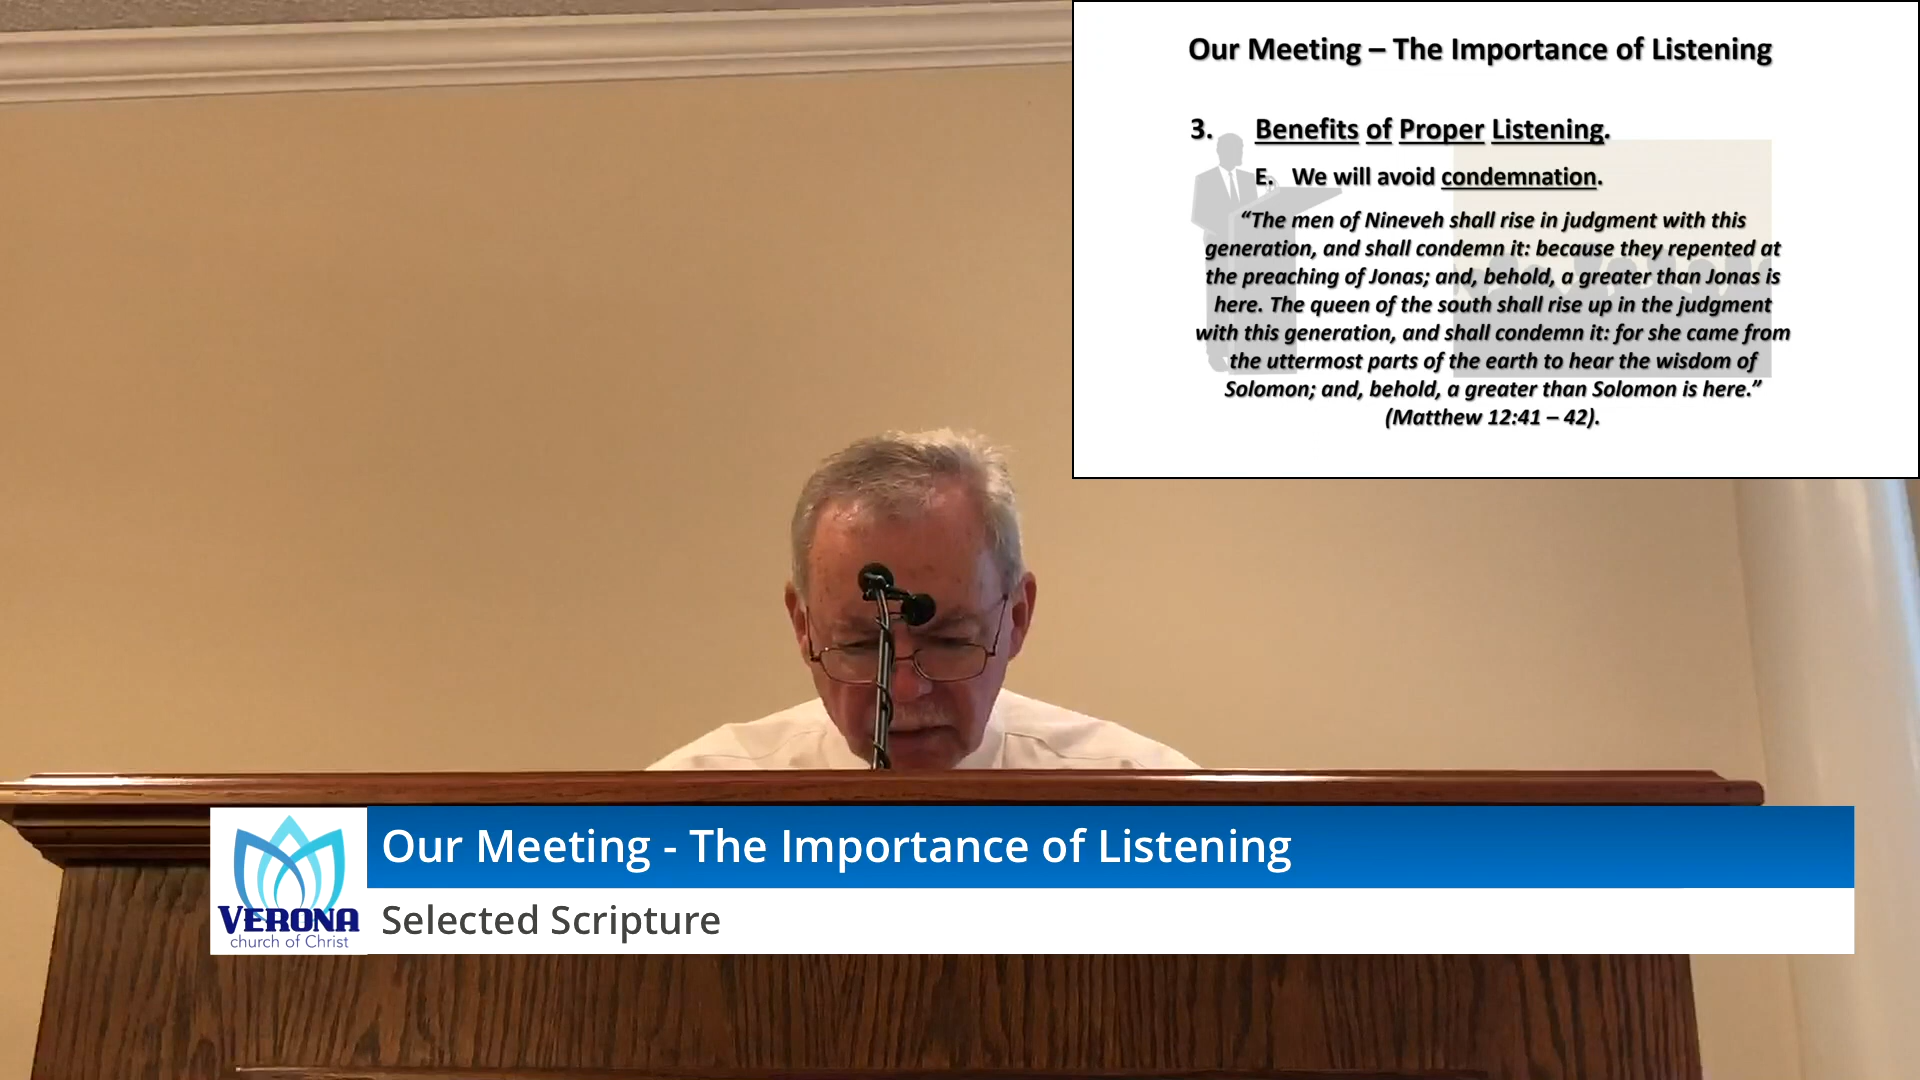 Our Meeting – The Importance of Listening
3. Benefits of Proper Listening.
E. We will avoid condemnation.
“The men of Nineveh shall rise in judgment with this
generation, and shall condemn it: because they repented at
the preaching of Jonas; and, behold, a greater than Jonas is
here. The queen of the south shall rise up in the judgment
with this generation, and shall condemn it: for she came from
the uttermost parts of the earth to hear the wisdom of
Solomon; and, behold, a greater than Solomon is here.”
(Matthew 12:41 – 42).
Our Meeting - The Importance of Listening
Selected Scripture
VERONA
church of Christ